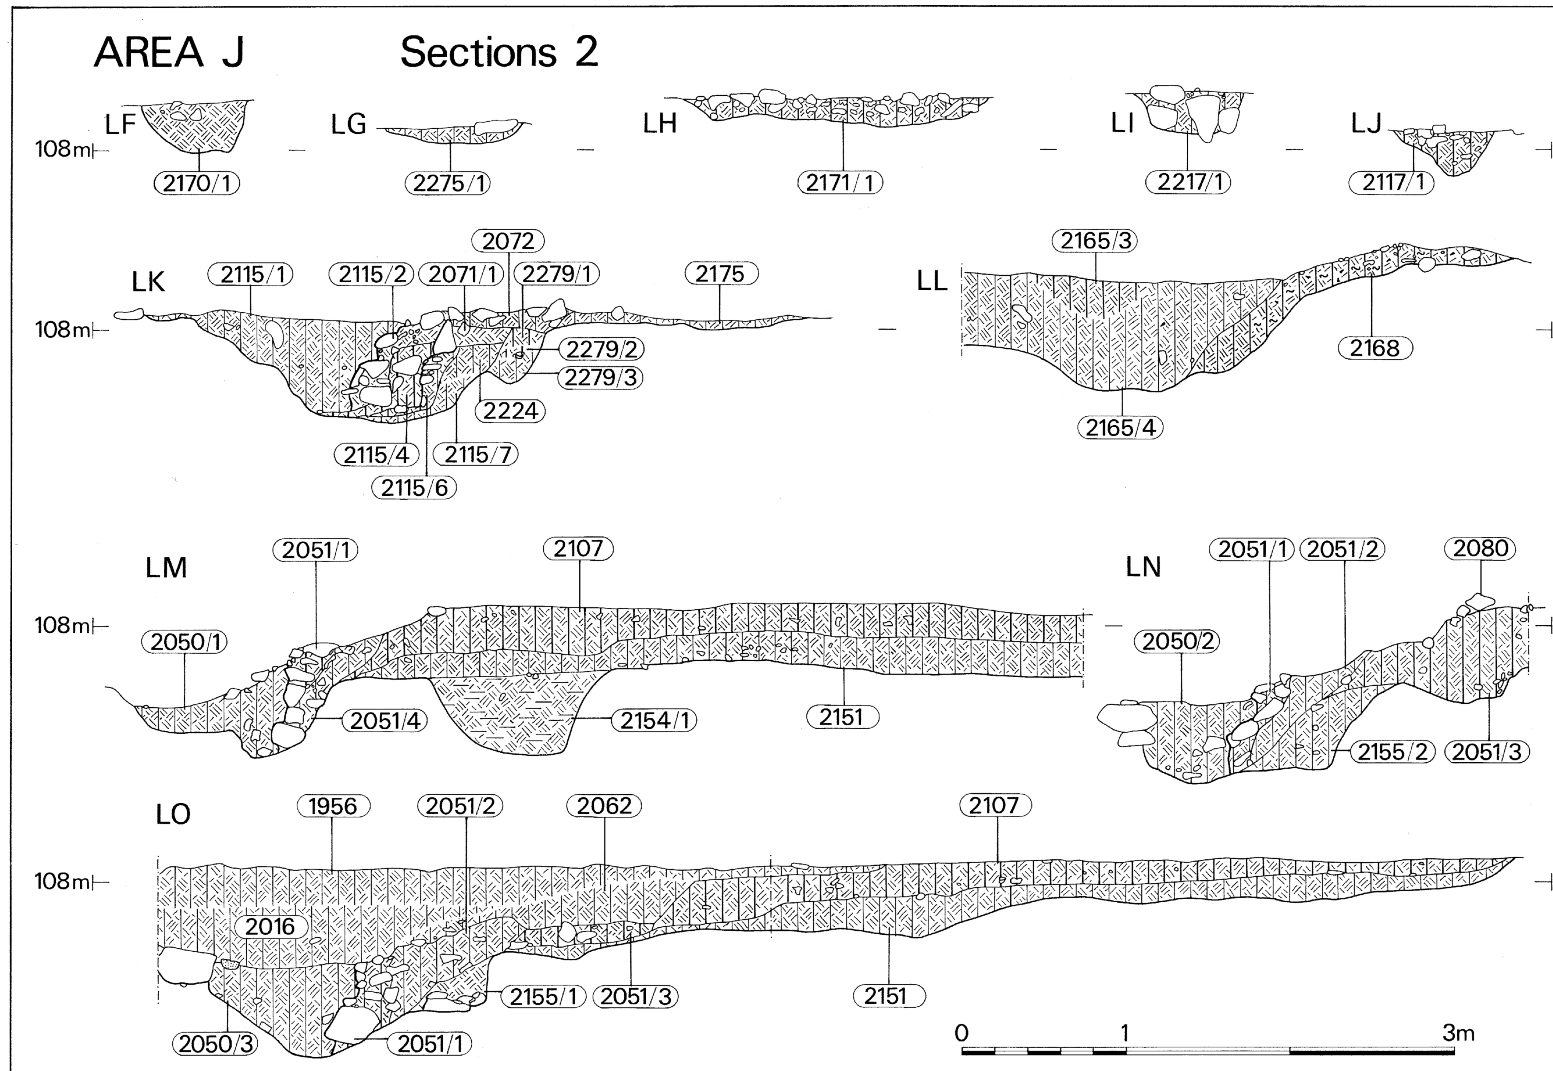 AREA J Sections 2
LF LG LH LI LJ
108m
2170/1 2275/1 2171/1 2217/1 2117/1
2072 2165/3
LK 2115/1 2115/2 2071/1 2279/1 2175 LL
108m
2279/2 2168
2279/3
2224
2165/4
2115/4 2115/7
2115/6
2051/1 2107 2051/1 2051/2 2080
LM LN
108m
2050/1 2050/2
2051/4 2154/1 2151 2155/2 2051/3
LO 1956 2051/2 2062 2107
108m
2016
2155/1 2051/3 2151
2050/3 2051/1
0 1 3m